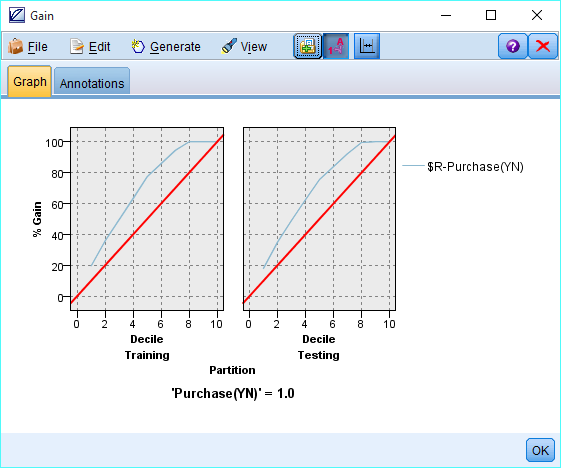 Gain
File Edit Generate View
Graph Annotations
100
80
60
40
20
0
% Gain
0 2 4 6 8 10 0 2 4 6 8 10
Decile Decile
Training Testing
Partition
'Purchase(YN)' = 1.0
$R-Purchase(YN)
OK